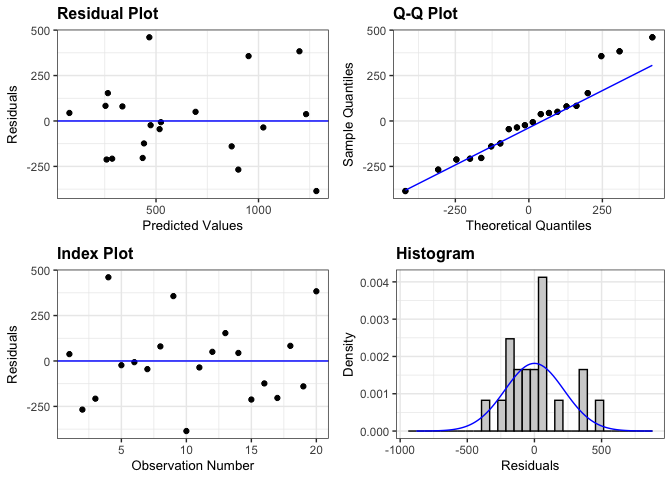 Residual Plot
500
250
0
-250
Residuals
500
1000
Predicted Values
Q-Q Plot
500
250
0
-250
Sample Quantiles
-250
0
250
Theoretical Quantiles
Index Plot
500
250
0
-250
Residuals
5
10
15
20
Observation Number
Histogram
0.004
0.003
0.002
0.001
0.000
Density
-1000
-500
0
500
Residuals